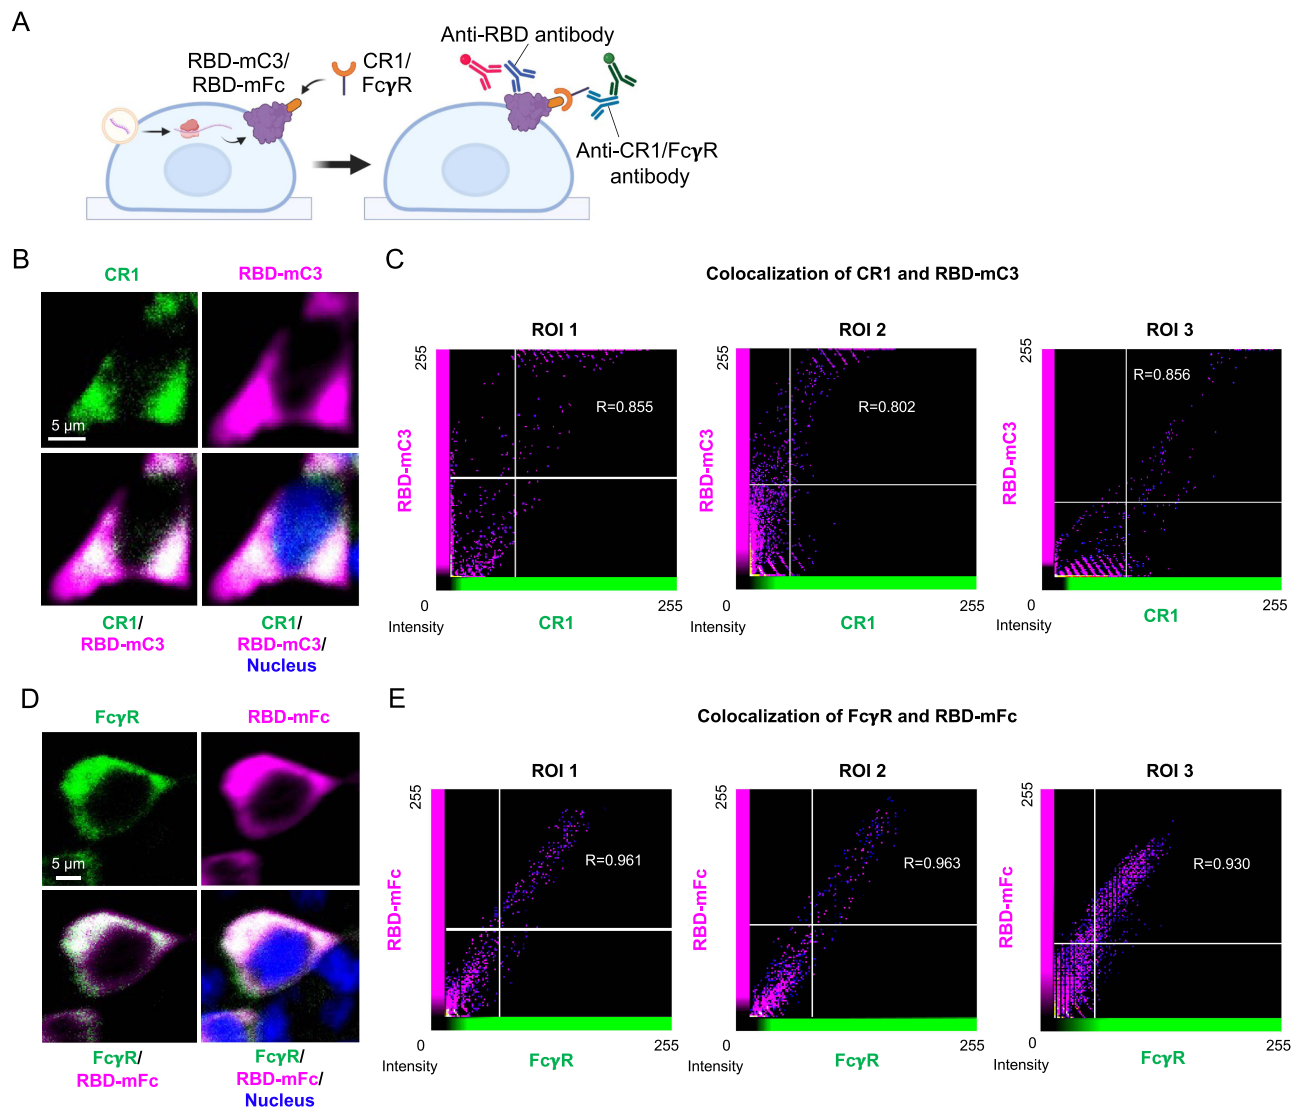 A
RBD-mC3/
RBD-mFc
CR1/
FcγR
Anti-RBD antibody
Anti-CR1/FcγR
antibody
B
CR1
RBD-mC3
5 µm
CR1/
RBD-mC3
CR1/
RBD-mC3/
Nucleus
C
Colocalization of CR1 and RBD-mC3
ROI 1
255
RBD-mC3
R=0.855
0
255
Intensity
CR1
ROI 2
255
RBD-mC3
R=0.802
0
255
Intensity
CR1
ROI 3
255
RBD-mC3
R=0.856
0
255
Intensity
CR1
D
FcγR
RBD-mFc
5 µm
FcγR/
RBD-mFc
FcγR/
RBD-mFc/
Nucleus
E
Colocalization of FcγR and RBD-mFc
ROI 1
255
RBD-mFc
R=0.961
0
255
Intensity
FcγR
ROI 2
255
RBD-mFc
R=0.963
0
255
Intensity
FcγR
ROI 3
255
RBD-mFc
R=0.930
0
255
Intensity
FcγR